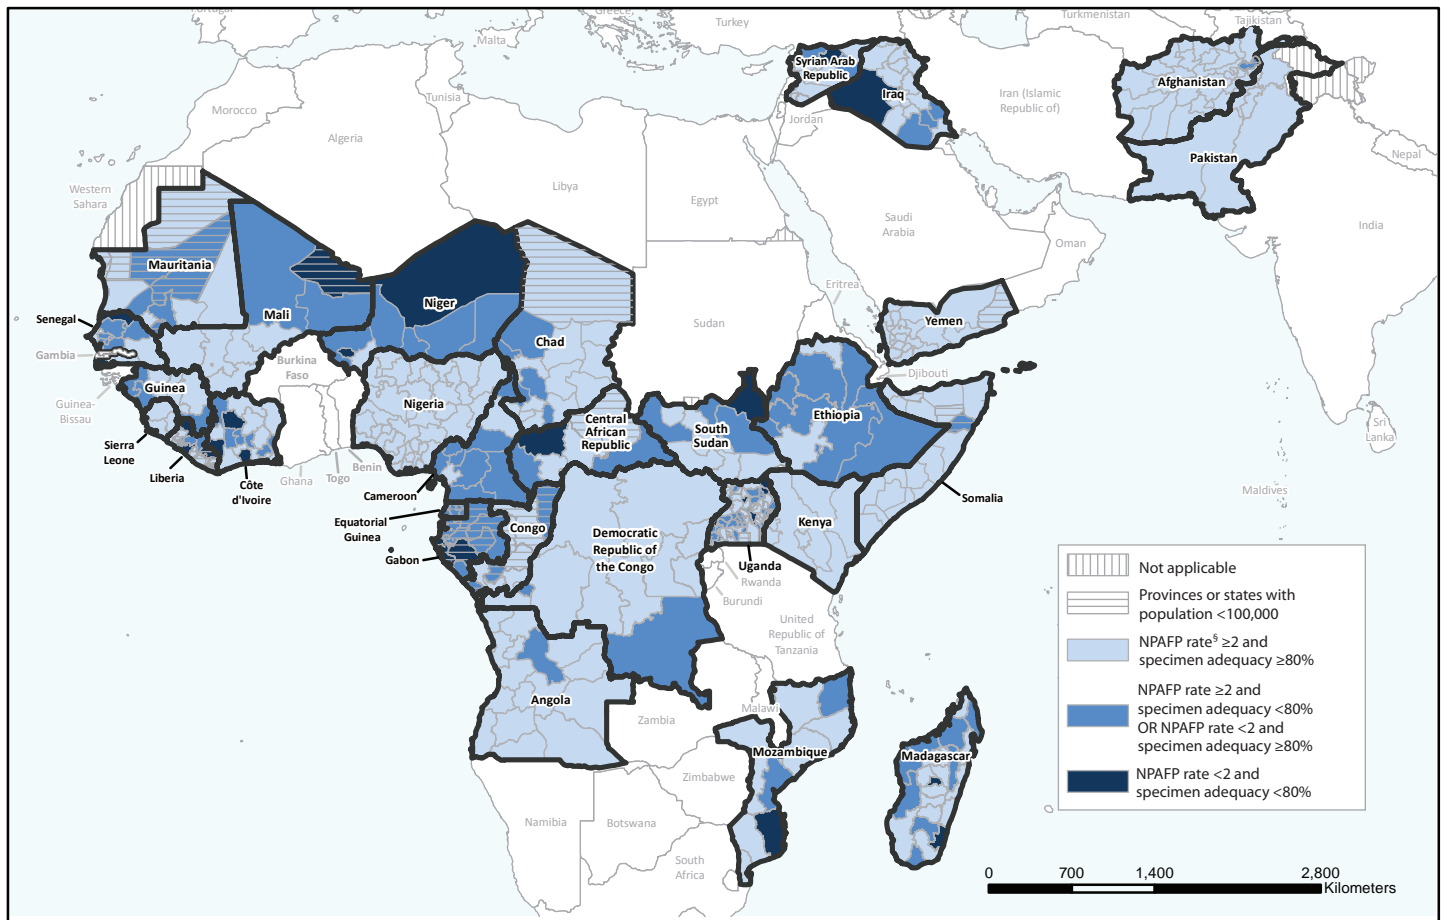 Portugal
Greece
Turkey
Turkmenistan
Tajikistan
Malta
Syrian Arab
Republic
Afghanistan
Iraq
Iran (Islamic
Republic of)
Morocco
Tunisia
Jordan
Algeria
Pakistan
Nepal
Western
Sahara
Libya
Egypt
Saudi
Arabia
India
Oman
Mauritania
Niger
Eritrea
Mali
Senegal
Sudan
Yemen
Chad
Gambia
Burkina
Faso
Djibouti
Guinea
Nigeria
Guinea-
Bissau
Ethiopia
Central
African
Republic
South
Sudan
Sri
Lanka
Sierra
Leone
Liberia
Ghana
Togo
Benin
Côte
d'Ivoire
Cameroon
Somalia
Maldives
Equatorial
Guinea
Congo
Democratic
Republic of
the Congo
Kenya
Gabon
Uganda
Rwanda
Burundi
United
Republic of
Tanzania
Angola
Malawi
Zambia
Mozambique
Madagascar
Zimbabwe
Namibia
Botswana
South
Africa
Not applicable
Provinces or states with
population <100,000
NPAFP rate§ ≥2 and
specimen adequacy ≥80%
NPAFP rate ≥2 and
specimen adequacy <80%
OR NPAFP rate <2 and
specimen adequacy ≥80%
NPAFP rate <2 and
specimen adequacy <80%
0 700 1,400 2,800
Kilometers